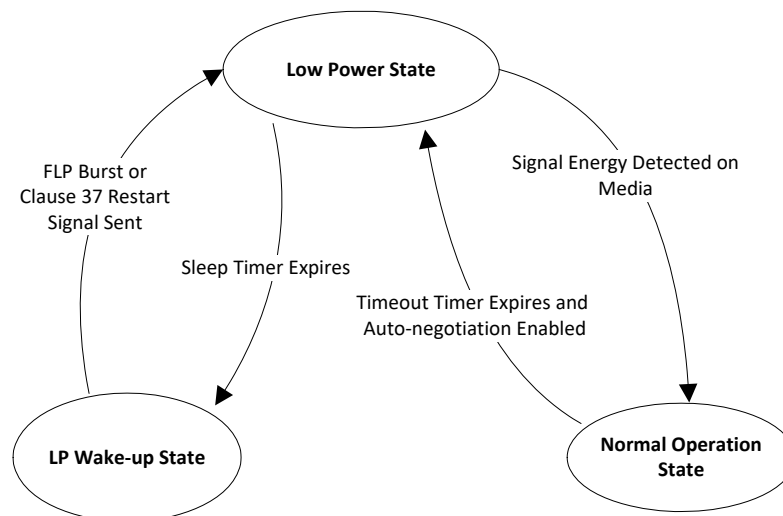 Low Power State
FLP Burst or
Clause 37 Restart
Signal Sent
Signal Energy Detected on
Media
Sleep Timer Expires
Timeout Timer Expires and
Auto-negotiation Enabled
LP Wake-up State
Normal Operation
State